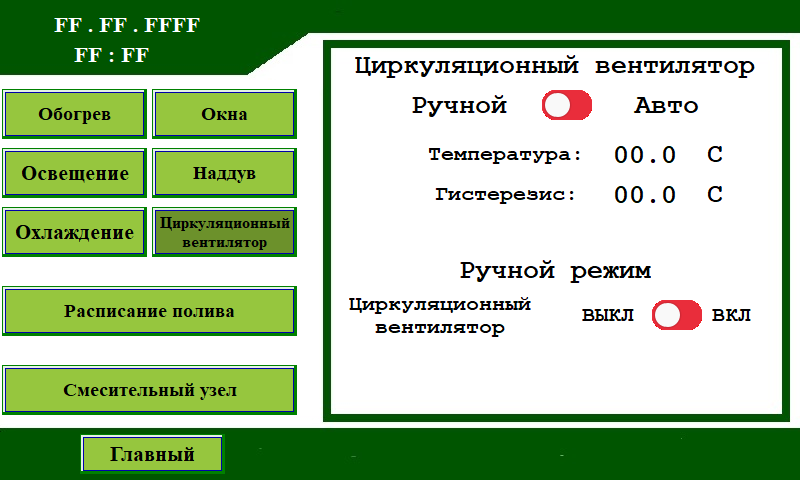 FF . FF . FFFF
FF : FF
Обогрев
Окна
Освещение
Наддув
Охлаждение
Циркуляционный
вентилятор
Расписание полива
Смесительный узел
Главный
Циркуляционный вентилятор
Ручной Авто
Температура: 00.0 С
Гистерезис: 00.0 С
Ручной режим
Циркуляционный
вентилятор
ВЫКЛ ВКЛ